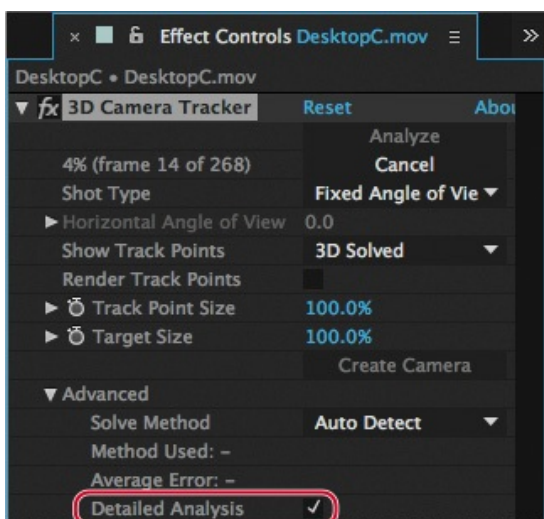 Effect Controls DesktopC.mov
DesktopC • DesktopC.mov
fx 3D Camera Tracker Reset Abou
Analyze
4% (frame 14 of 268) Cancel
Shot Type Fixed Angle of Vie
Horizontal Angle of View 0.0
Show Track Points 3D Solved
Render Track Points
Track Point Size 100.0%
Target Size 100.0%
Create Camera
Advanced
Solve Method Auto Detect
Method Used: –
Average Error: –
Detailed Analysis